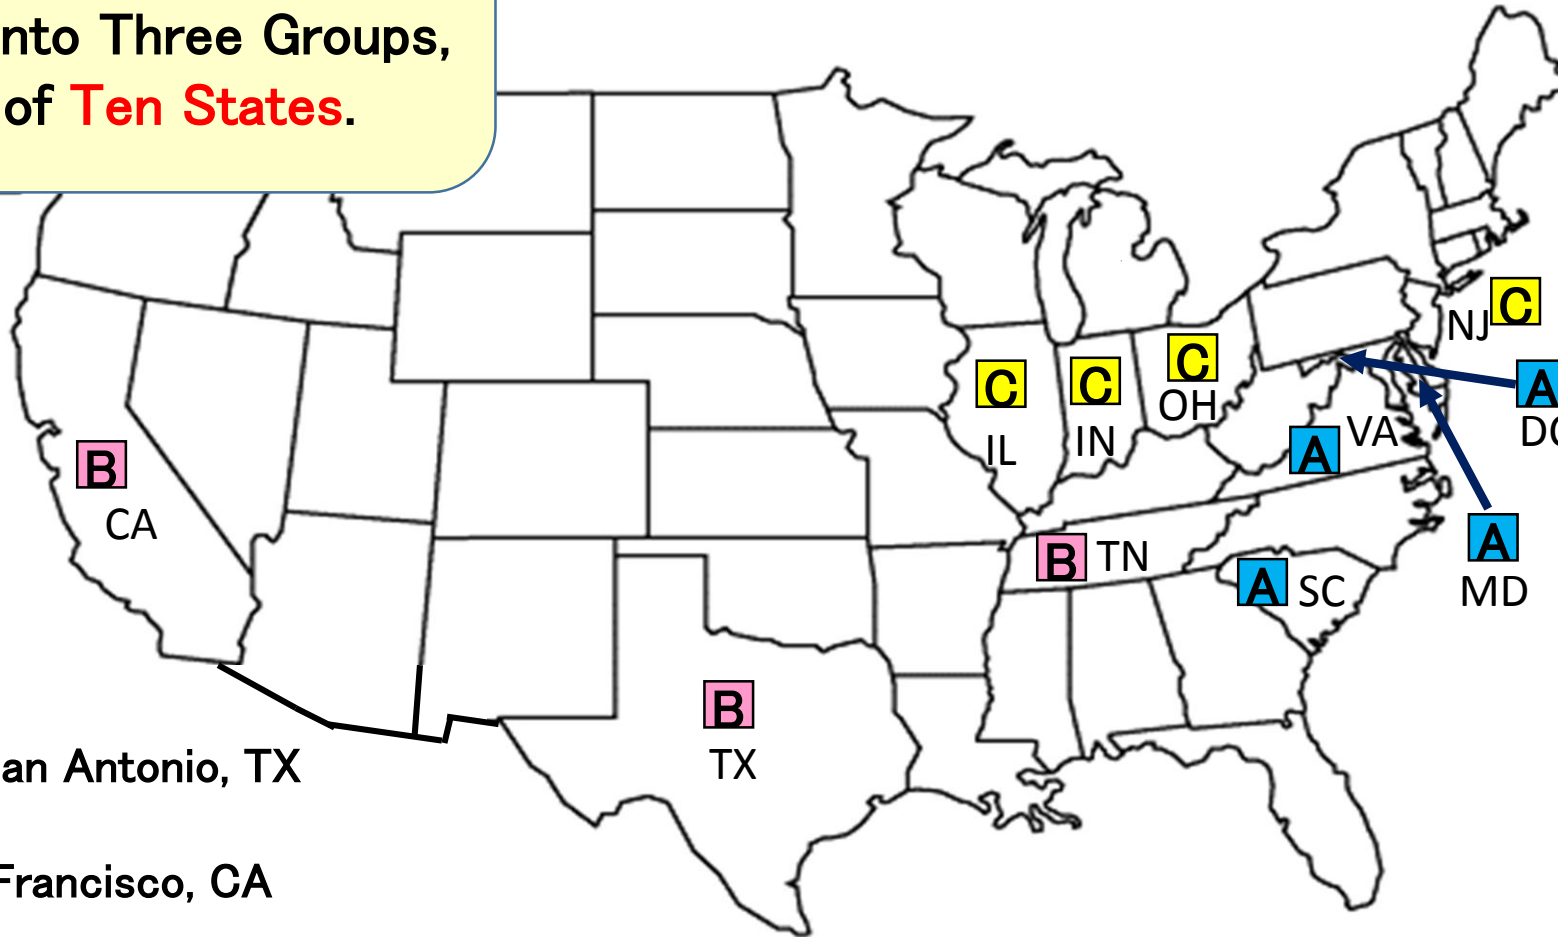 nto Three Groups,
of Ten States.
C
NJ
C
C
C
A
OH
IL
IN
VA
A
B
CA
B
TN
A
MD
A
SC
B
TX
an Antonio, TX
Francisco, CA